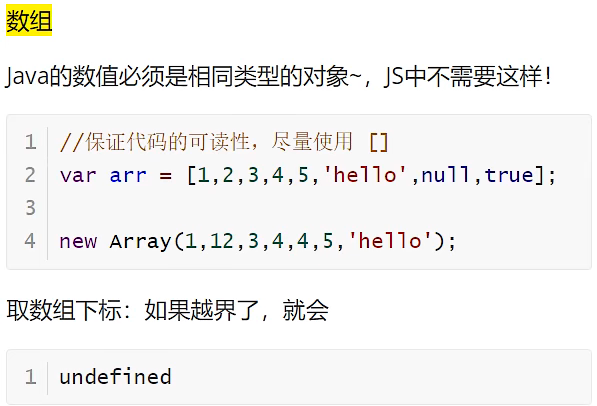 数组
Java的数值必须是相同类型的对象~，JS中不需要这样！
1 //保证代码的可读性，尽量使用 []
2 var arr = [1,2,3,4,5,'hello',null,true];
3
4 new Array(1,12,3,4,4,5,'hello');
取数组下标：如果越界了，就会
1 undefined